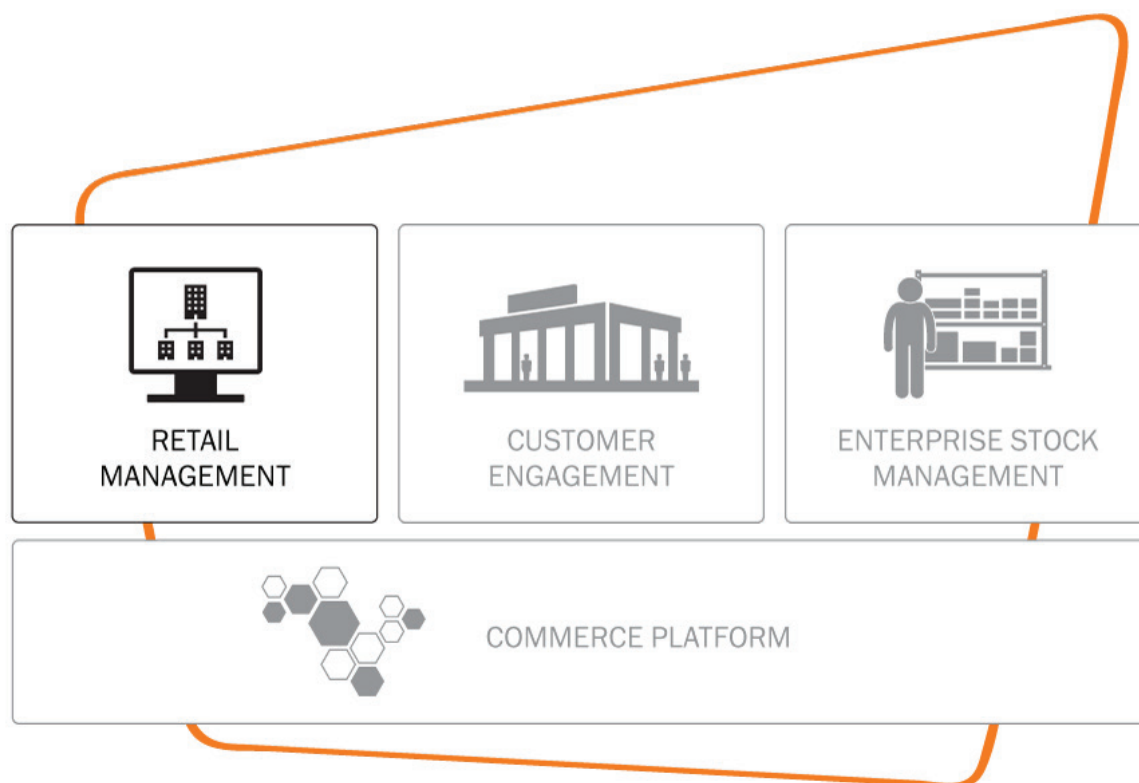 RETAIL
MANAGEMENT
CUSTOMER
ENGAGEMENT
ENTERPRISE STOCK
MANAGEMENT
COMMERCE PLATFORM